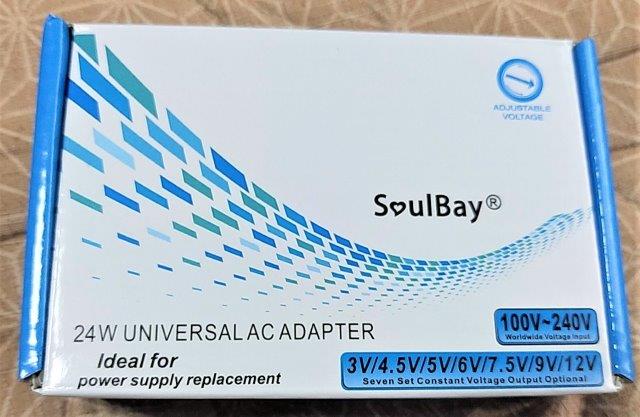 ADJUSTABLE
VOLTAGE
SoulBay®
24W UNIVERSAL AC ADAPTER
Ideal for
power supply replacement
100V~240V
Worldwide Voltage Input
3V/4.5V/5V/6V/7.5V/9V/12V
Seven Set Constant Voltage Output Optional